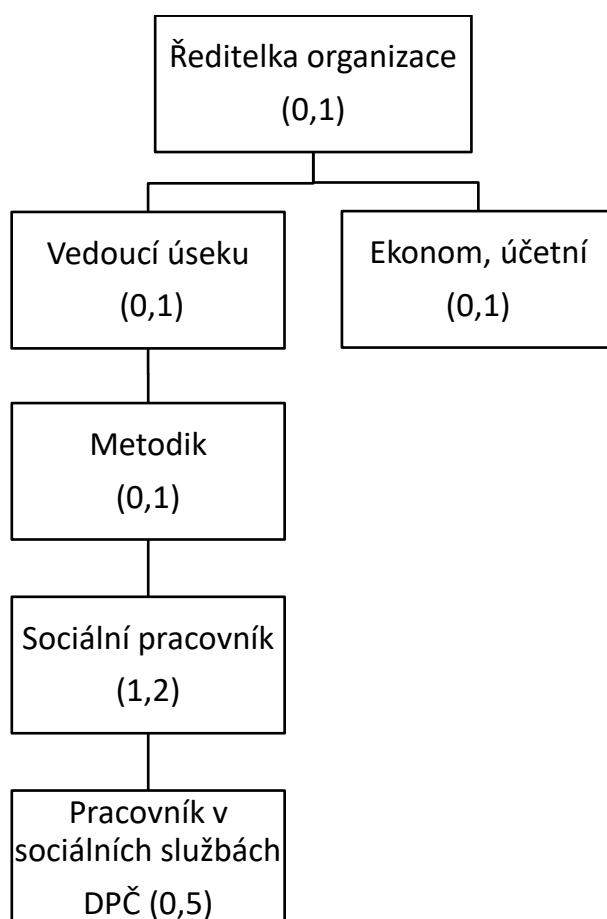 Ředitelka organizace
(0,1)
Vedoucí úseku
(0,1)
Ekonom, účetní
(0,1)
Metodik
(0,1)
Sociální pracovník
(1,2)
Pracovník v
sociálních službách
DPČ (0,5)